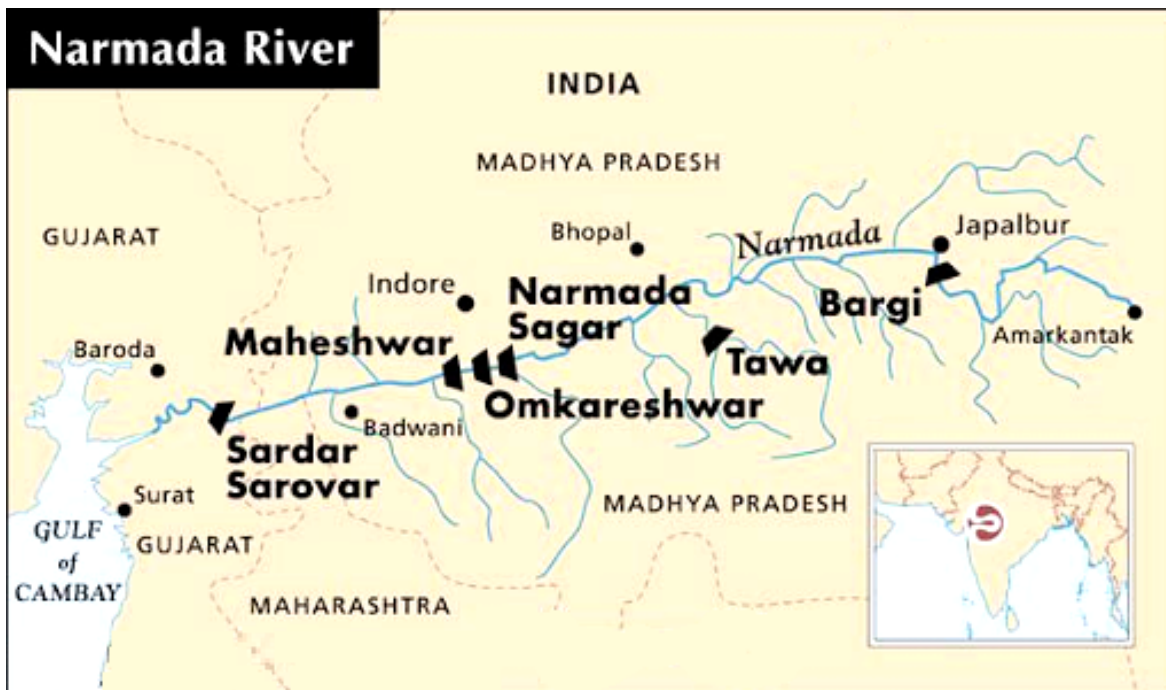 Narmada River
INDIA
MADHYA PRADESH
GUJARAT
Bhopal
Narmada
Japalbur
Indore
Narmada
Sagar
Bargi
Amarkantak
Maheshwar
Tawa
Baroda
Omkareshwar
Badwani
Sardar
Sarovar
Surat
MADHYA PRADESH
GULF
of
CAMBAY
GUJARAT
MAHARASHTRA